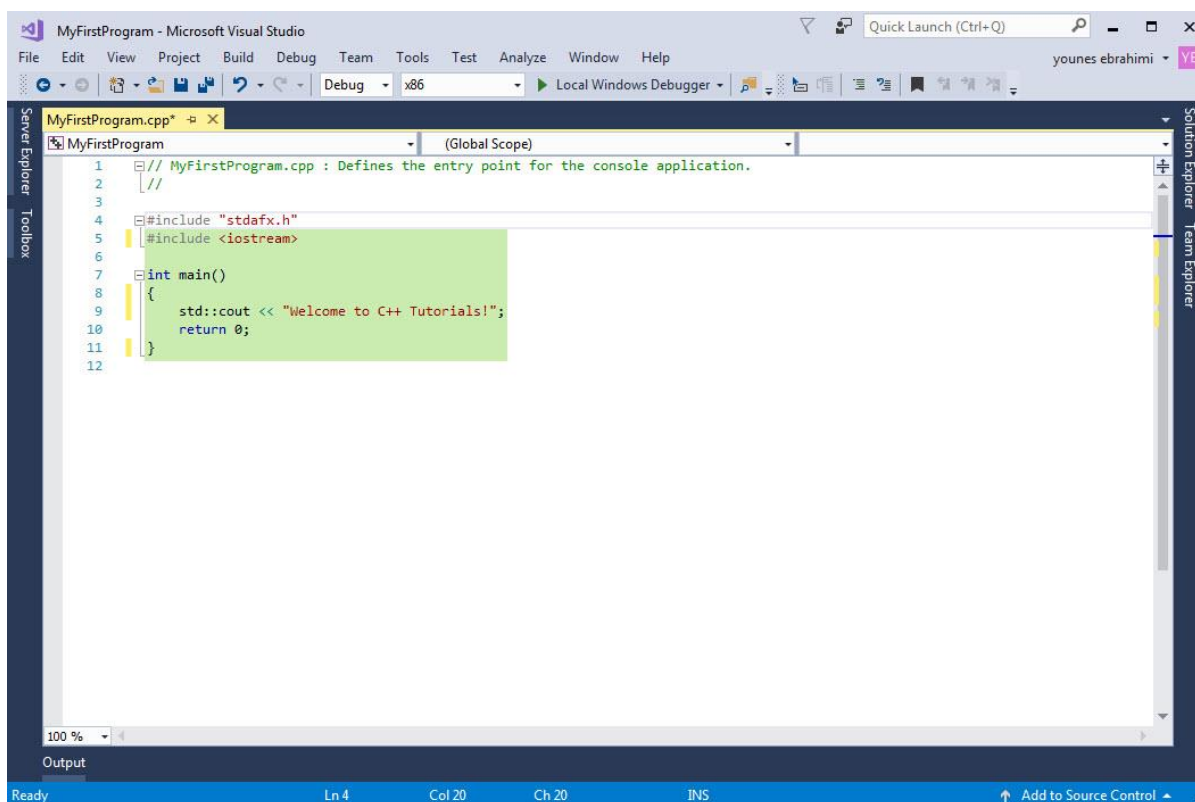 MyFirstProgram - Microsoft Visual Studio
Quick Launch (Ctrl+Q)
File Edit View Project Build Debug Team Tools Test Analyze Window Help
younes ebrahimi
YE
Debug x86 Local Windows Debugger
Server Explorer
Toolbox
Solution Explorer
Team Explorer
MyFirstProgram.cpp*
MyFirstProgram (Global Scope)
1 // MyFirstProgram.cpp : Defines the entry point for the console application.
2 //
3
4 #include "stdafx.h"
5 #include <iostream>
6
7 int main()
8 {
9 std::cout << "Welcome to C++ Tutorials!";
10 return 0;
11 }
12
100 %
Output
Ready Ln 4 Col 20 Ch 20 INS Add to Source Control